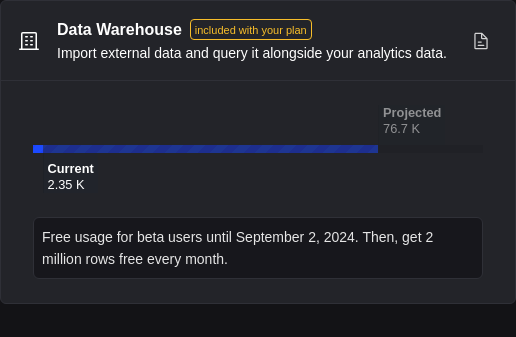 Data Warehouse included with your plan
Import external data and query it alongside your analytics data.
Projected
76.7 K
Current
2.35 K
Free usage for beta users until September 2, 2024. Then, get 2
million rows free every month.